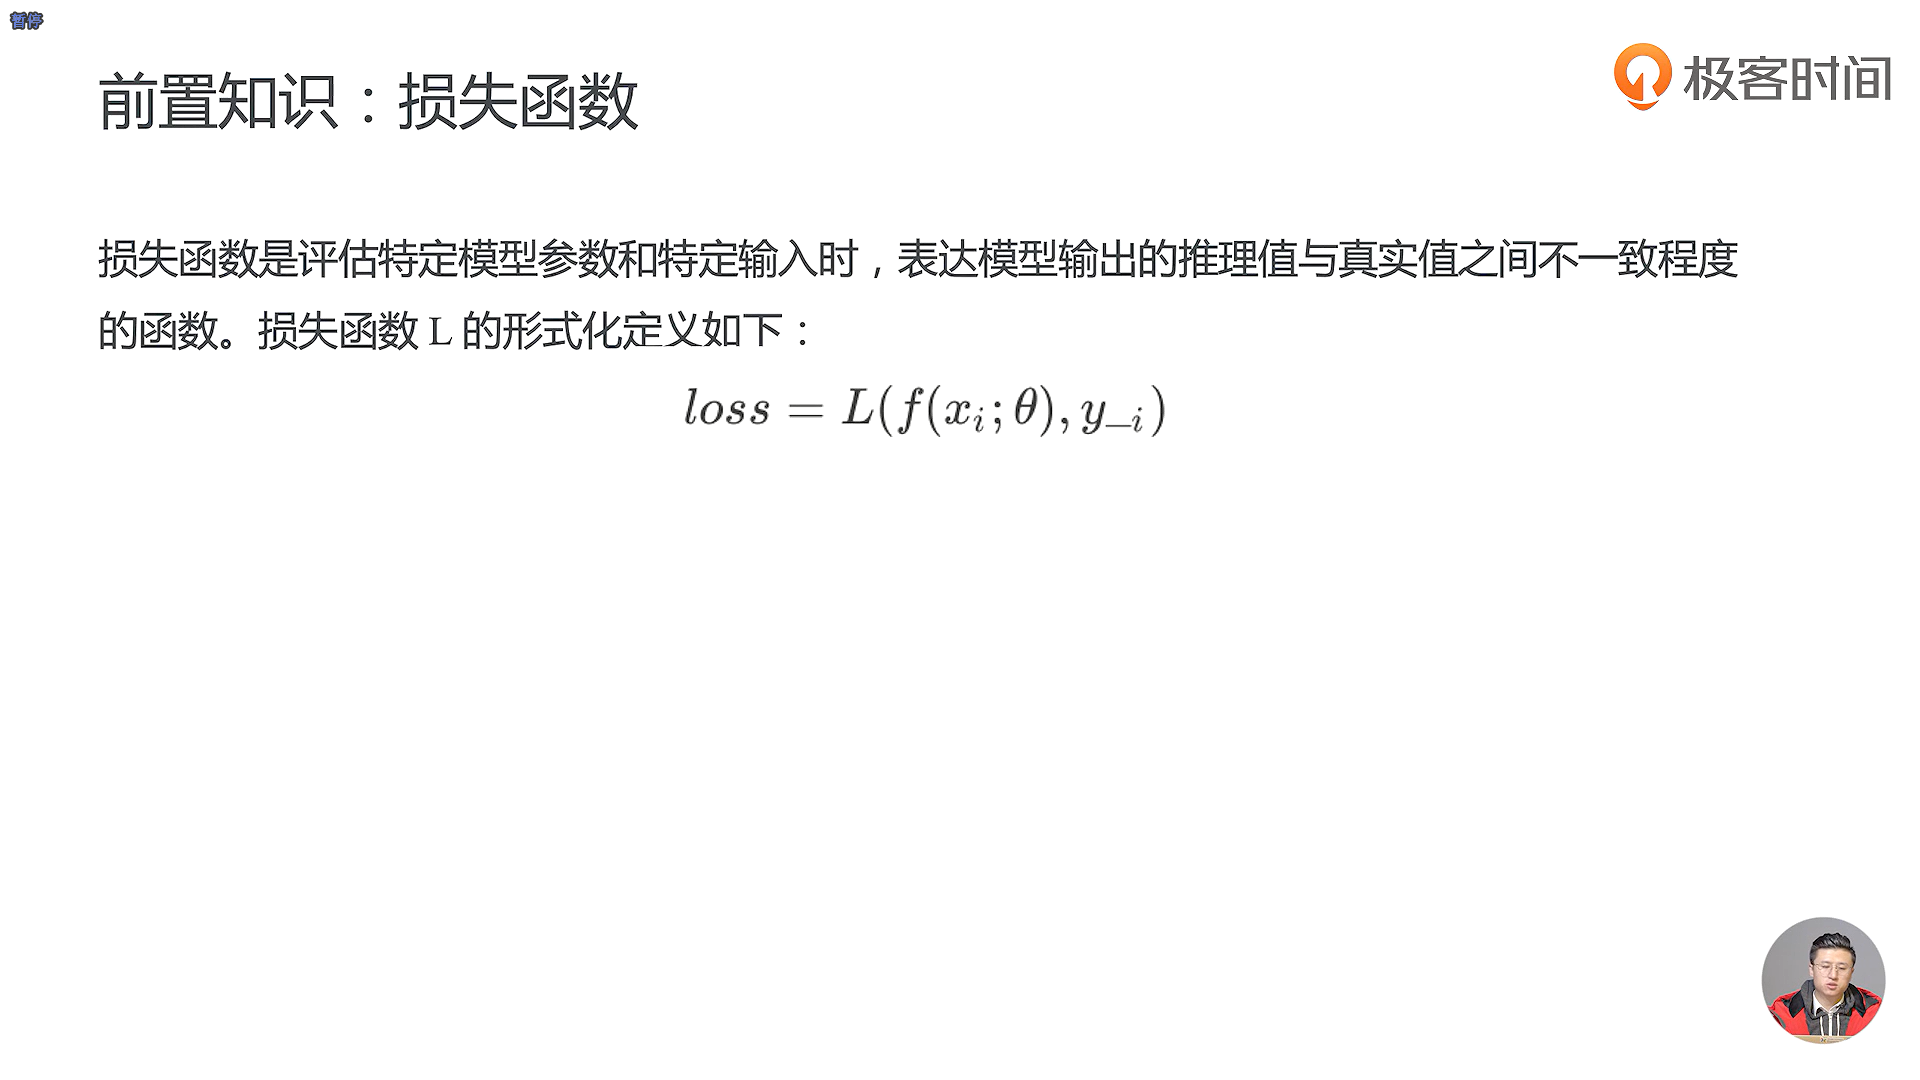 暂停
极客时间
前置知识：损失函数
损失函数是评估特定模型参数和特定输入时，表达模型输出的推理值与真实值之间不一致程度
的函数。损失函数 L 的形式化定义如下：
loss = L(f(x_i; θ), y__i)